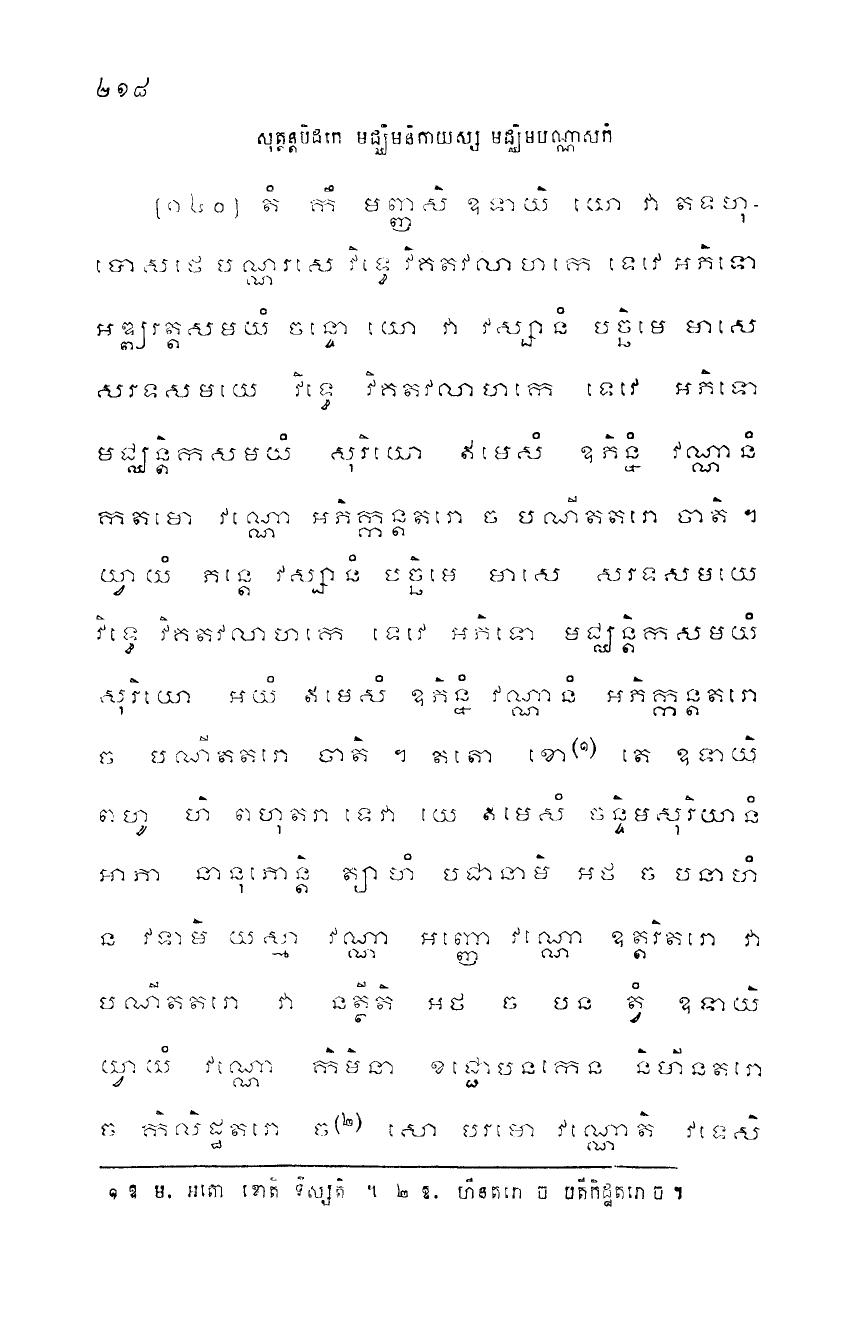 ២១៨
សុត្តន្តបិដកេ មជ្ឈិមនិកាយស្ស មជ្ឈិមបណ្ណាសកំ
[១៤០] តំ កឹ មញ្ញសិ ឧទាយិ យោ វា តទហុ-
បោសថេ បណ្ណរសេ វិទ្ធេ វិគតវលាហកេ ទេវេ អភិទោ
អឌ្ឍរត្តសមយំ ចន្ទោ យោ វា វស្សានំ បច្ឆិមេ មាសេ
សរទសមយេ វិទ្ធេ វិគតវលាហកេ ទេវេ អភិទោ
មជ្ឈន្តិកសមយំ សុរិយោ ឥមេសំ ឧភិន្នំ វណ្ណានំ
កតមោ វណ្ណោ អភិក្កន្តតរោ ច បណីតតរោ ចាតិ ។
យ្វាយំ ភន្តេ វស្សានំ បច្ឆិមេ មាសេ សរទសមយេ
វិទ្ធេ វិគតវលាហកេ ទេវេ អភិទោ មជ្ឈន្តិកសមយំ
សុរិយោ អយំ ឥមេសំ ឧភិន្នំ វណ្ណានំ អភិក្កន្តតរោ
ច បណីតតរោ ចាតិ ។ តតោ ខោ(១) តេ ឧទាយិ
ពហូ ហិ ពហុតរា ទេវា យេ ឥមេសំ ចន្ទិមសុរិយានំ
អាភា នានុភោន្តិ ត្យាហំ បជានាមិ អថ ច បនាហំ
ន វទាមិ យស្មា វណ្ណា អញ្ញោ វណ្ណោ ឧត្តរិតរោ វា
បណីតតរោ វា នត្ថីតិ អថ ច បន ត្វំ ឧទាយិ
យ្វាយំ វណ្ណោ កិមិនា ខជ្ជោបនកេន និហីនតរោ
ច កិលិដ្ឋតរោ ច(២) សោ បរមោ វណ្ណោតិ វទេសិ
១ ឱ ម. អតោ ខោតិ ទិស្សតិ ។ ២ ឱ. ហីនតរោ ច បតិកិដ្ឋតរោ ច ។